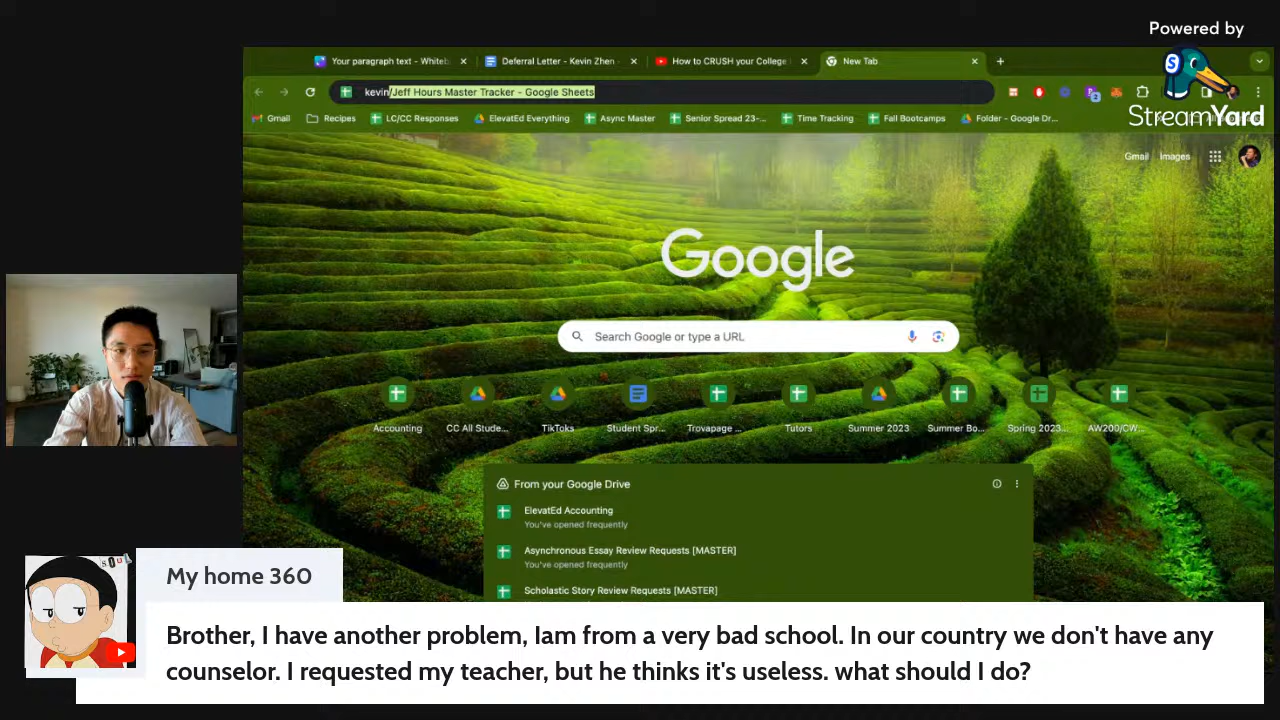 Powered by
StreamYard
Your paragraph text - Whiteb
Deferral Letter - Kevin Zhen -
How to CRUSH your College
New Tab
kevin/Jeff Hours Master Tracker - Google Sheets
Gmail
Recipes
LC/CC Responses
ElevatEd Everything
Async Master
Senior Spread 23-...
Time Tracking
Fall Bootcamps
Folder - Google Dr...
Gmail
Images
Google
Search Google or type a URL
Accounting
CC All Stude...
TikToks
Student Spr...
Trovapage ...
Tutors
Summer 2023
Summer Bo...
Spring 2023...
AW200/CW...
From your Google Drive
ElevatEd Accounting
You've opened frequently
Asynchronous Essay Review Requests [MASTER]
You've opened frequently
Scholastic Story Review Requests [MASTER]
My home 360
Brother, I have another problem, Iam from a very bad school. In our country we don't have any
counselor. I requested my teacher, but he thinks it's useless. what should I do?